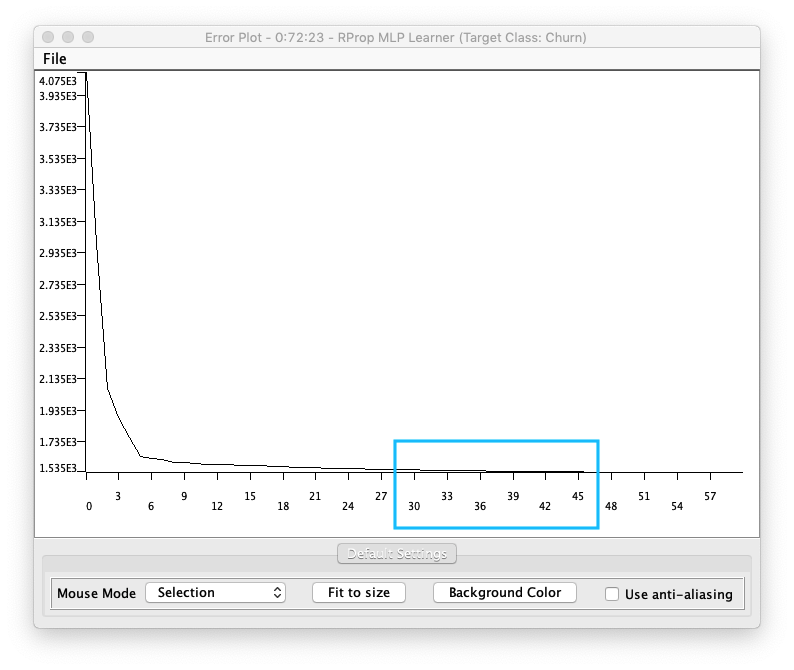 Error Plot - 0:72:23 - RProp MLP Learner (Target Class: Churn)
File
4.075E3
3.935E3
3.735E3
3.535E3
3.335E3
3.135E3
2.935E3
2.735E3
2.535E3
2.335E3
2.135E3
1.935E3
1.735E3
1.535E3
3 9 15 21 27 33 39 45 51 57
0 6 12 18 24 30 36 42 48 54
Default Settings
Mouse Mode Selection Fit to size Background Color Use anti-aliasing